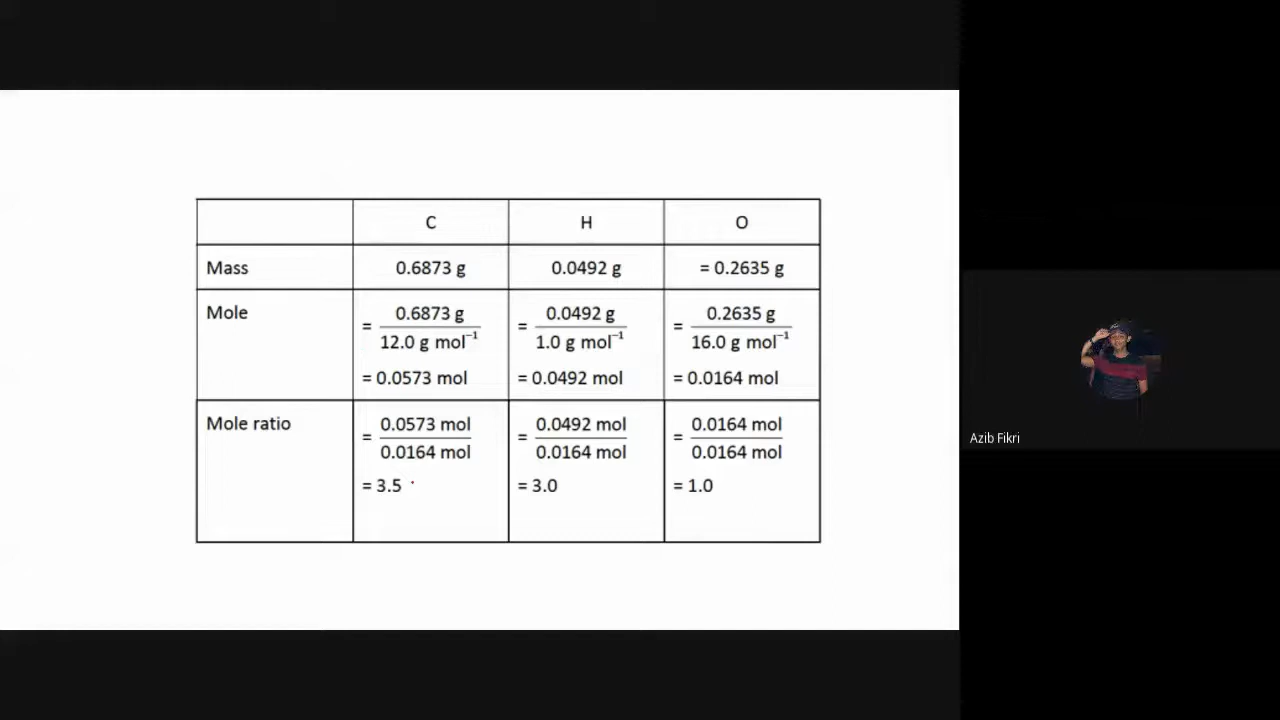 C H O
Mass 0.6873 g 0.0492 g = 0.2635 g
Mole = 0.6873 g / 12.0 g mol⁻¹ = 0.0492 g / 1.0 g mol⁻¹ = 0.2635 g / 16.0 g mol⁻¹
= 0.0573 mol = 0.0492 mol = 0.0164 mol
Mole ratio = 0.0573 mol / 0.0164 mol = 0.0492 mol / 0.0164 mol = 0.0164 mol / 0.0164 mol
= 3.5 = 3.0 = 1.0
Azib Fikri